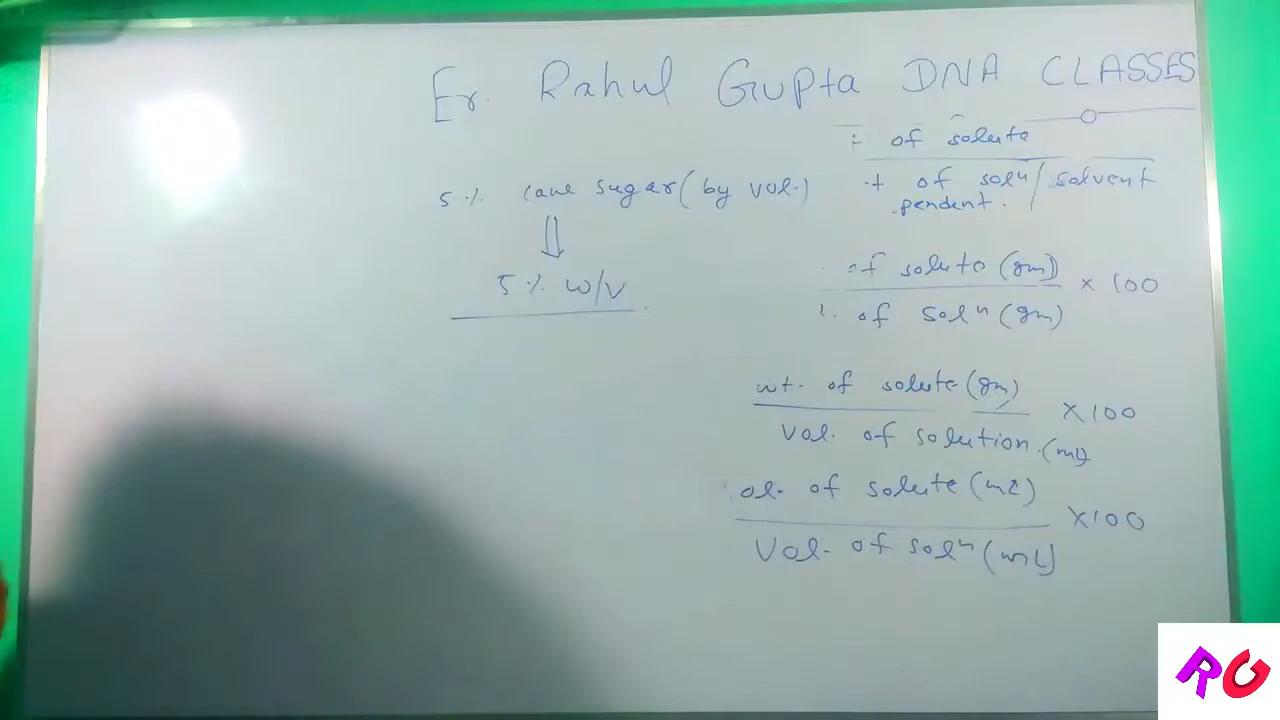 Er. Rahul Gupta DNA CLASSES
of solute
of solⁿ/solvent
pendent.
5 % cane sugar (by vol.)
⇓
5 % w/v
of solute (gm)
of solⁿ (gm)
× 100
wt. of solute (gm)
Vol. of solution (mL)
×100
ol. of solute (mL)
Vol. of solⁿ (mL)
×100
RG